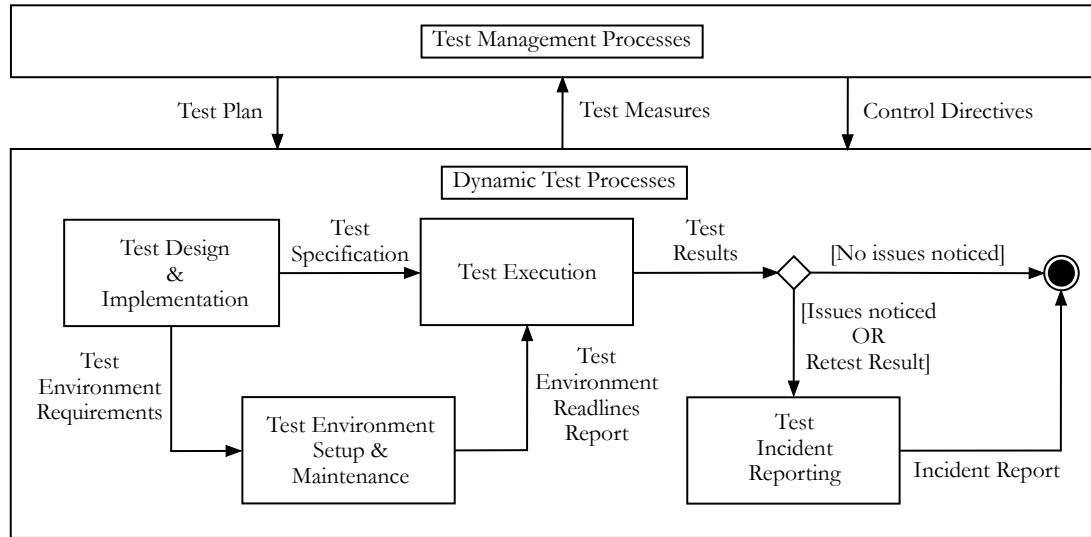 Test Management Processes
Test Plan
Test Measures
Control Directives
Dynamic Test Processes
Test Design
&
Implementation
Test
Specification
Test Execution
Test
Results
[No issues noticed]
[Issues noticed
OR
Retest Result]
Test
Environment
Requirements
Test Environment
Setup &
Maintenance
Test
Environment
Readlines
Report
Test
Incident
Reporting
Incident Report